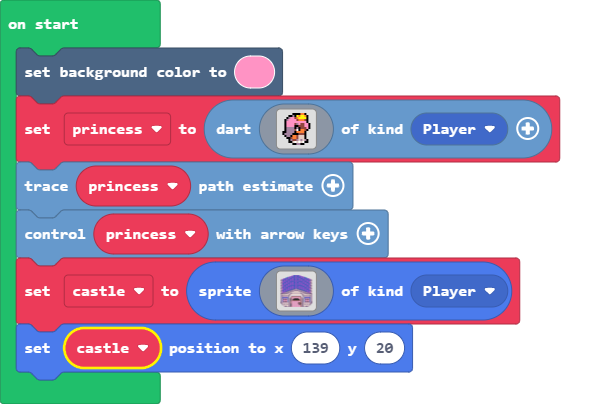 on start
set background color to
set princess to dart of kind Player
trace princess path estimate
control princess with arrow keys
set castle to sprite of kind Player
set castle position to x 139 y 20